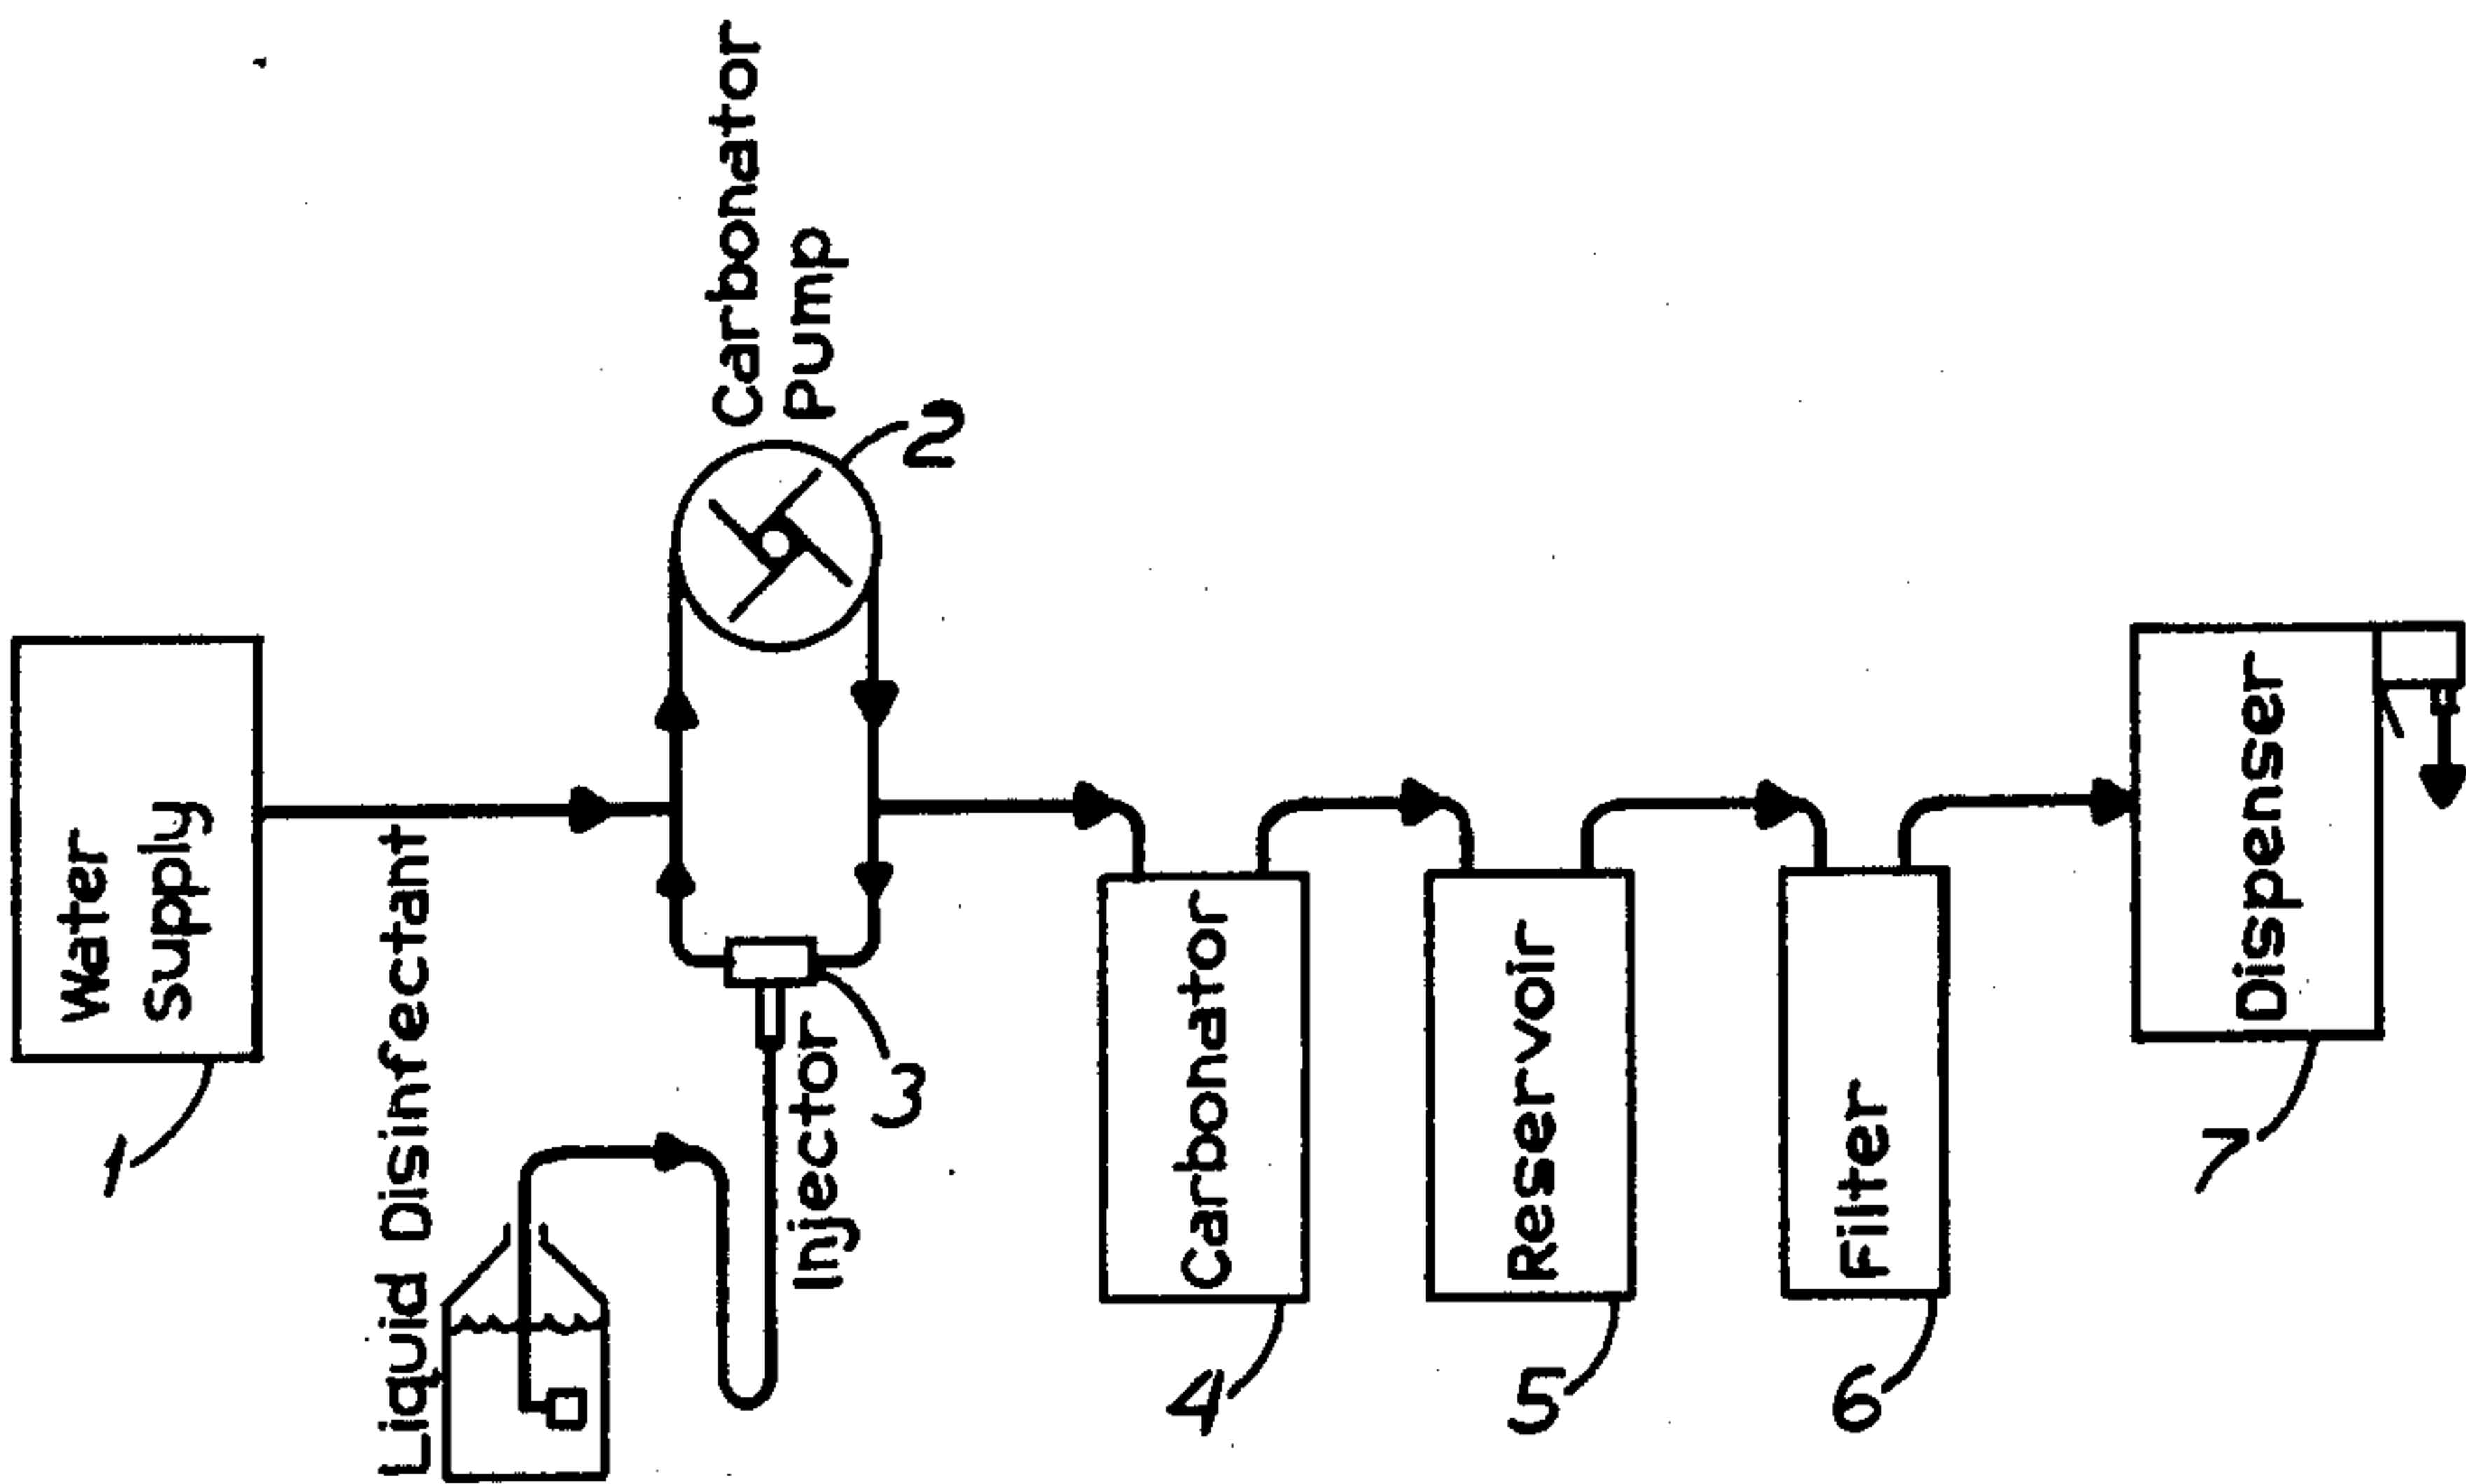 Water
Supply
1
Liquid Disinfectant
Carbonator
Pump
2
Injector
3
Carbonator
4
Reservoir
5
Filter
6
Dispenser
7